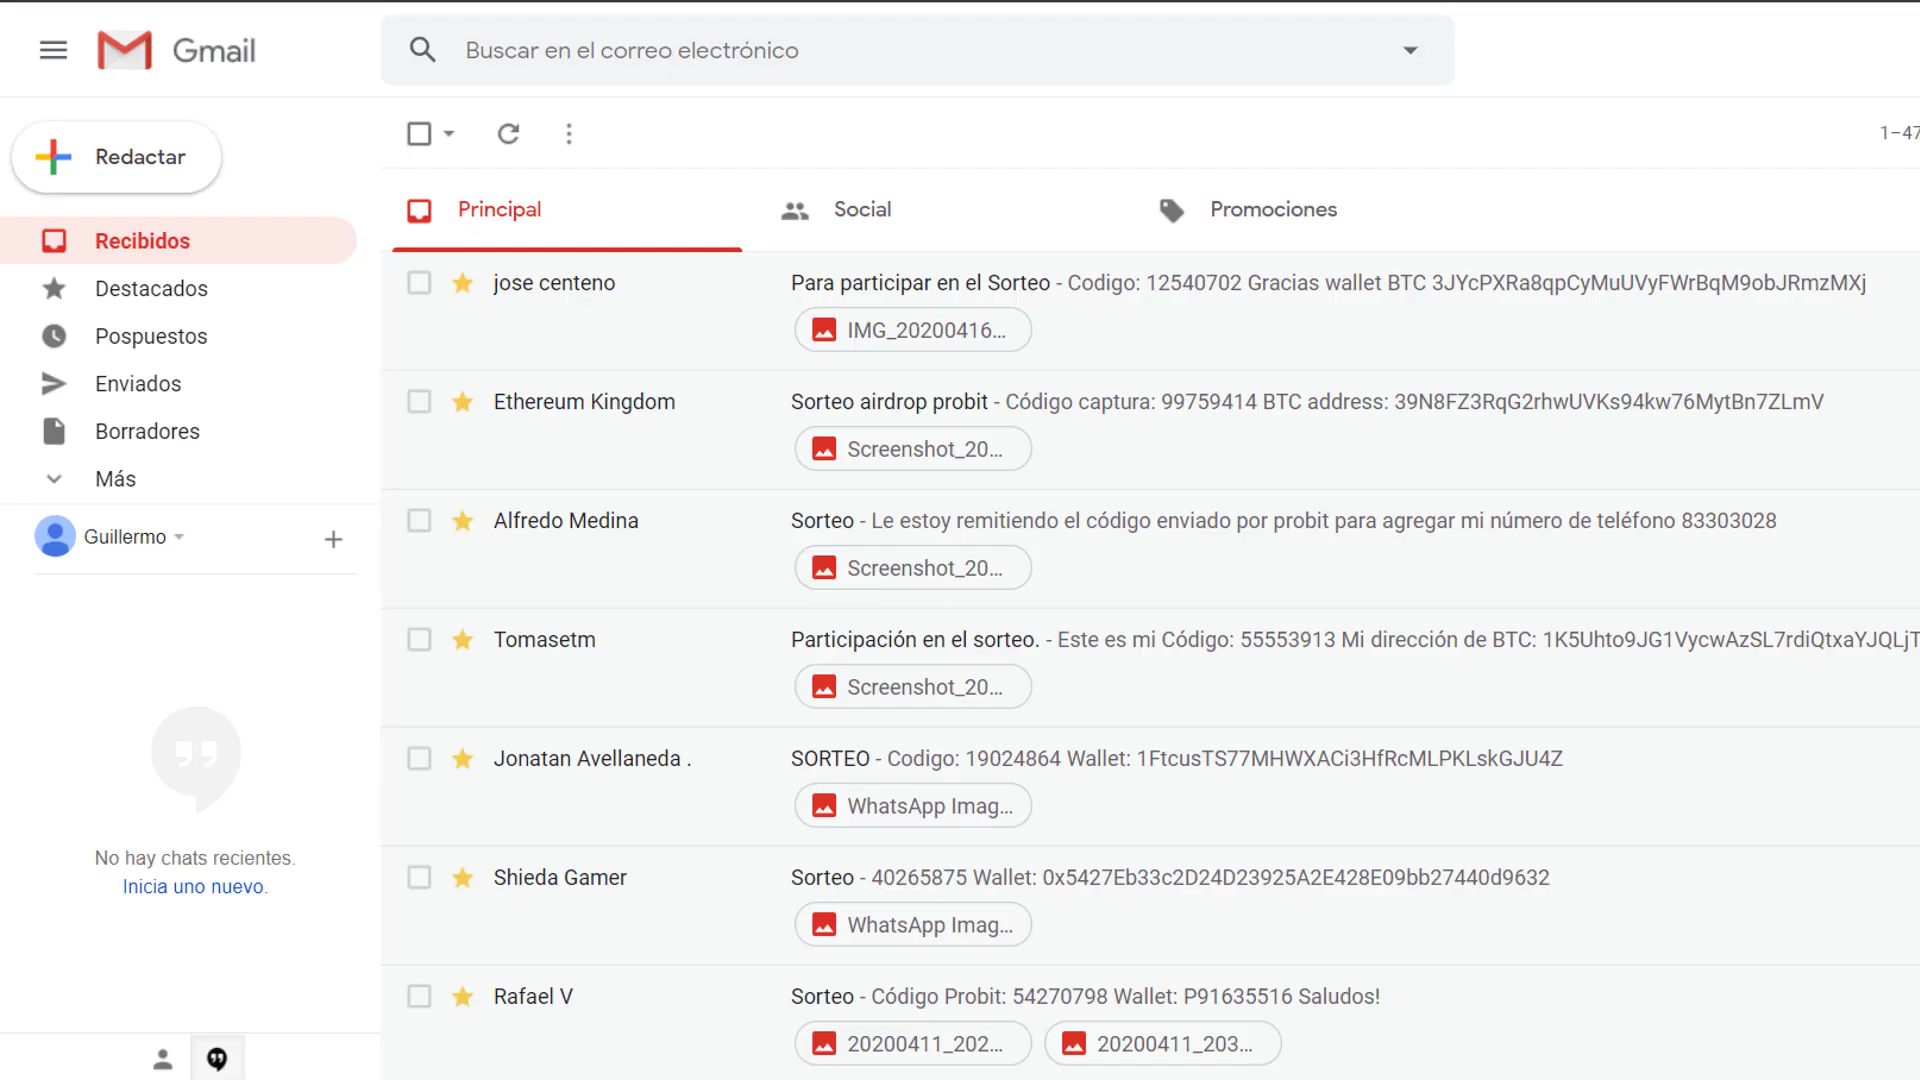 Gmail
Buscar en el correo electrónico
Redactar
1–47
Principal
Social
Promociones
Recibidos
Destacados
Pospuestos
Enviados
Borradores
Más
Guillermo
No hay chats recientes.
Inicia uno nuevo.
jose centeno
Para participar en el Sorteo - Codigo: 12540702 Gracias wallet BTC 3JYcPXRa8qpCyMuUVyFWrBqM9obJRmzMXj
IMG_20200416...
Ethereum Kingdom
Sorteo airdrop probit - Código captura: 99759414 BTC address: 39N8FZ3RqG2rhwUVKs94kw76MytBn7ZLmV
Screenshot_20...
Alfredo Medina
Sorteo - Le estoy remitiendo el código enviado por probit para agregar mi número de teléfono 83303028
Screenshot_20...
Tomasetm
Participación en el sorteo. - Este es mi Código: 55553913 Mi dirección de BTC: 1K5Uhto9JG1VycwAzSL7rdiQtxaYJQLjT
Screenshot_20...
Jonatan Avellaneda .
SORTEO - Codigo: 19024864 Wallet: 1FtcusTS77MHWXACi3HfRcMLPKLskGJU4Z
WhatsApp Imag...
Shieda Gamer
Sorteo - 40265875 Wallet: 0x5427Eb33c2D24D23925A2E428E09bb27440d9632
WhatsApp Imag...
Rafael V
Sorteo - Código Probit: 54270798 Wallet: P91635516 Saludos!
20200411_202...
20200411_203...